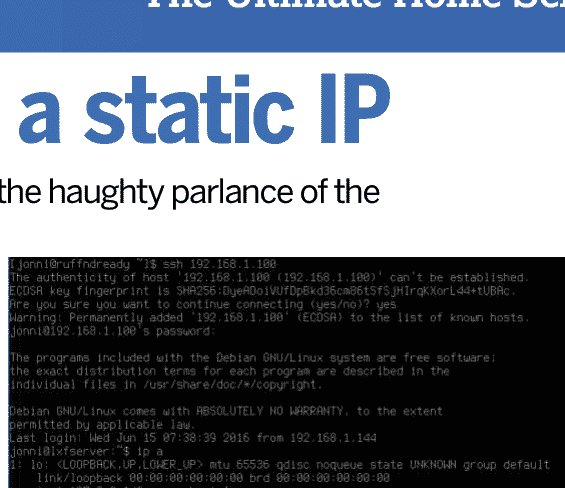 The Ultimate Home Ser
a static IP
the haughty parlance of the
[jonni@ruffndready ~]$ ssh 192.168.1.100
The authenticity of host '192.168.1.100 (192.168.1.100)' can't be established.
ECDSA key fingerprint is
Are you sure you want to continue connecting (yes/no)? yes
Warning: Permanently added '192.168.1.100' (ECDSA) to the list of known hosts.
jonni@192.168.1.100's password:
The programs included with the Debian GNU/Linux system are free software;
the exact distribution terms for each program are described in the
individual files in /usr/share/doc/*/copyright.
Debian GNU/Linux comes with ABSOLUTELY NO WARRANTY, to the extent
permitted by applicable law.
Last login: Wed Jun 15 07:38:39 2016 from 192.168.1.144
jonni@lxfserver:~$ ip a
1: lo: <LOOPBACK,UP,LOWER_UP> mtu 65536 qdisc noqueue state UNKNOWN group default
link/loopback 00:00:00:00:00:00 brd 00:00:00:00:00:00